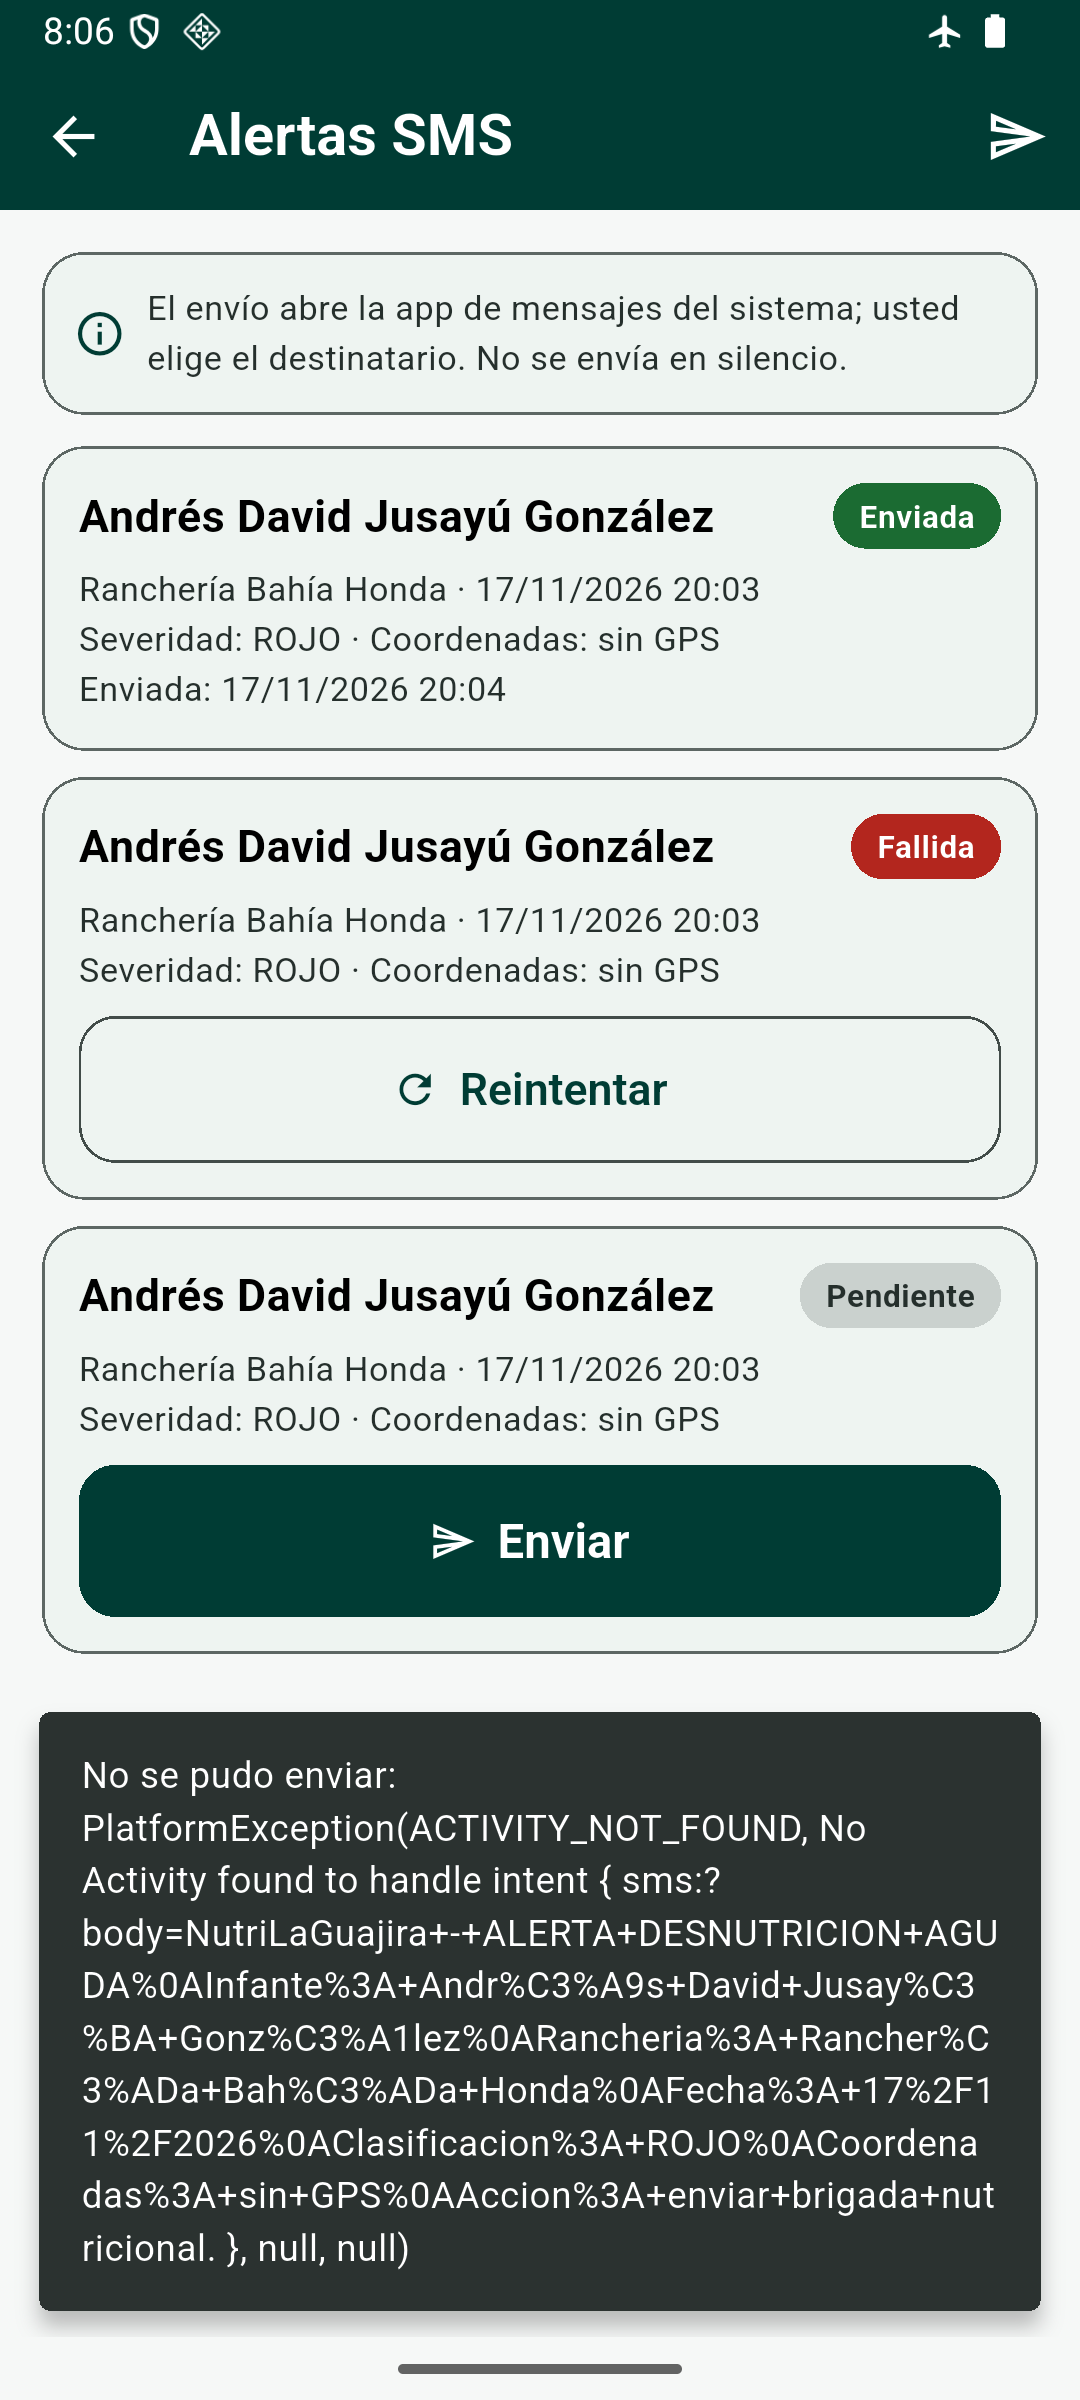 8:06
Alertas SMS
El envío abre la app de mensajes del sistema; usted
elige el destinatario. No se envía en silencio.
Andrés David Jusayú González
Enviada
Ranchería Bahía Honda · 17/11/2026 20:03
Severidad: ROJO · Coordenadas: sin GPS
Enviada: 17/11/2026 20:04
Andrés David Jusayú González
Fallida
Ranchería Bahía Honda · 17/11/2026 20:03
Severidad: ROJO · Coordenadas: sin GPS
Reintentar
Andrés David Jusayú González
Pendiente
Ranchería Bahía Honda · 17/11/2026 20:03
Severidad: ROJO · Coordenadas: sin GPS
Enviar
No se pudo enviar:
PlatformException(ACTIVITY_NOT_FOUND, No
Activity found to handle intent { sms:?
body=NutriLaGuajira+-+ALERTA+DESNUTRICION+AGU
DA%0AInfante%3A+Andr%C3%A9s+David+Jusay%C3
%BA+Gonz%C3%A1lez%0ARancheria%3A+Rancher%C
3%ADa+Bah%C3%ADa+Honda%0AFecha%3A+17%2F1
1%2F2026%0AClasificacion%3A+ROJO%0ACoordena
das%3A+sin+GPS%0AAccion%3A+enviar+brigada+nut
ricional. }, null, null)